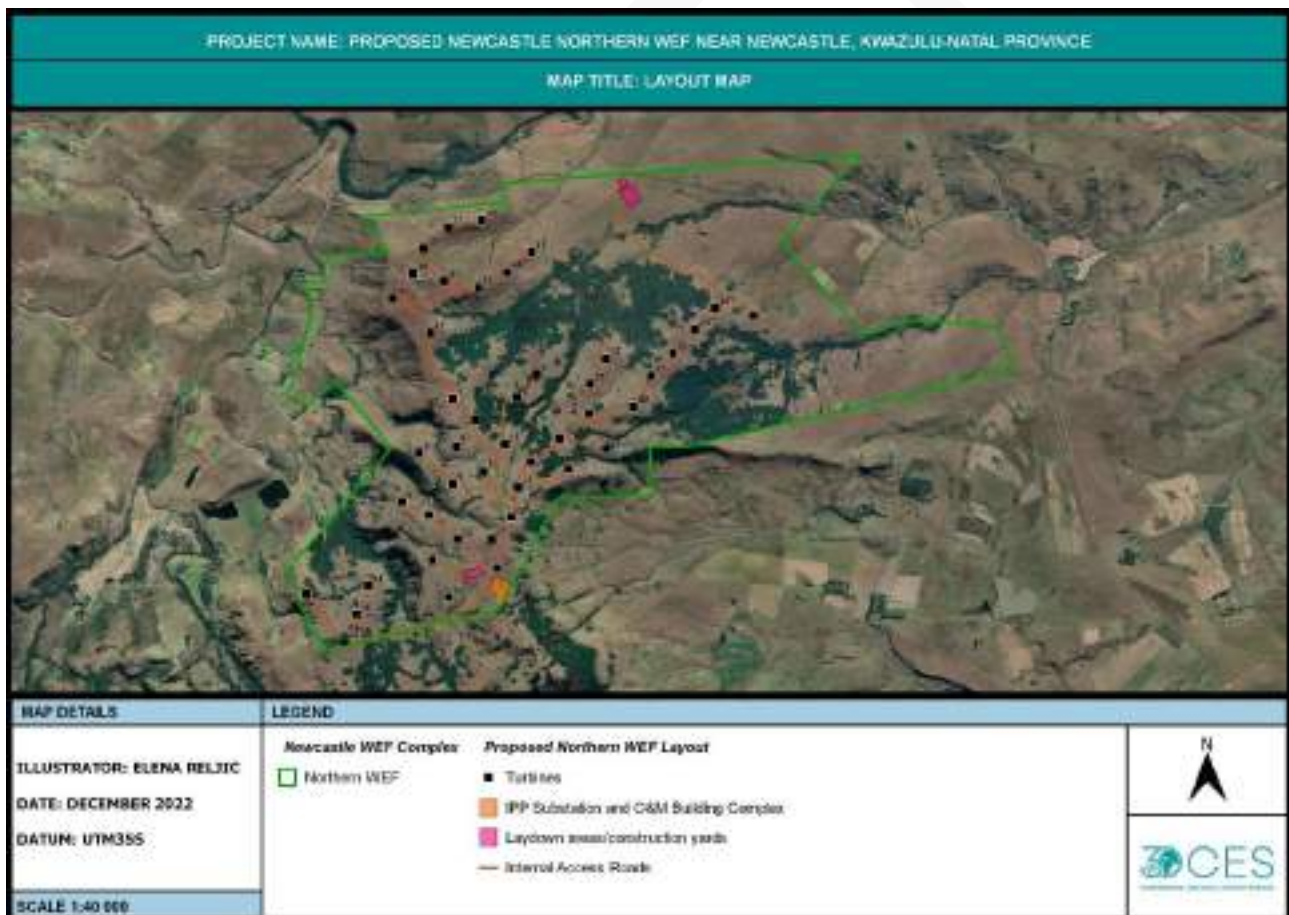 PROJECT NAME: PROPOSED NEWCASTLE NORTHERN WEF NEAR NEWCASTLE, KWAZULU-NATAL PROVINCE
MAP TITLE: LAYOUT MAP
MAP DETAILS
ILLUSTRATOR: ELENA RELJIC
DATE: DECEMBER 2022
DATUM: UTM35S
SCALE 1:40 000
LEGEND
Newcastle WEF Complex
Northern WEF
Proposed Northern WEF Layout
Turbines
IPP Substation and O&M Building Complex
Laydown areas/construction yards
Internal Access Roads
N
30 CES